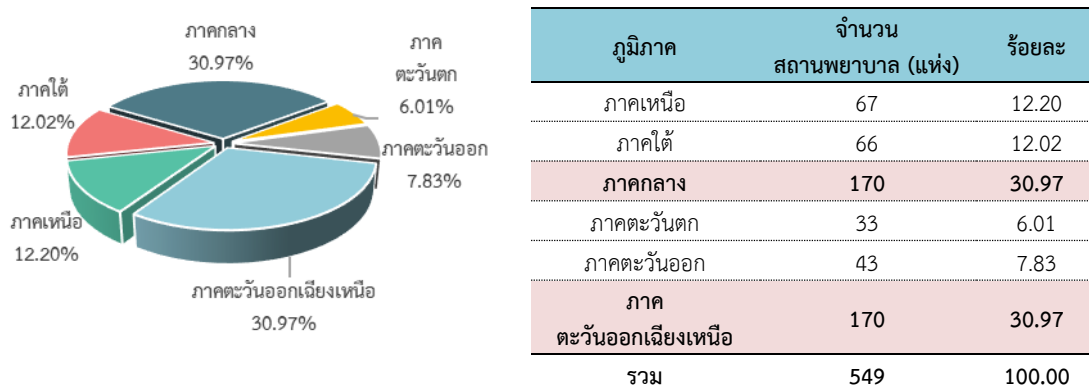 ภาคกลาง
30.97%
ภาค
ตะวันตก
6.01%
ภาคใต้
12.02%
ภาคตะวันออก
7.83%
ภาคเหนือ
12.20%
ภาคตะวันออกเฉียงเหนือ
30.97%
ภูมิภาค จำนวน สถานพยาบาล (แห่ง) ร้อยละ
ภาคเหนือ 67 12.20
ภาคใต้ 66 12.02
ภาคกลาง 170 30.97
ภาคตะวันตก 33 6.01
ภาคตะวันออก 43 7.83
ภาค
ตะวันออกเฉียงเหนือ 170 30.97
รวม 549 100.00